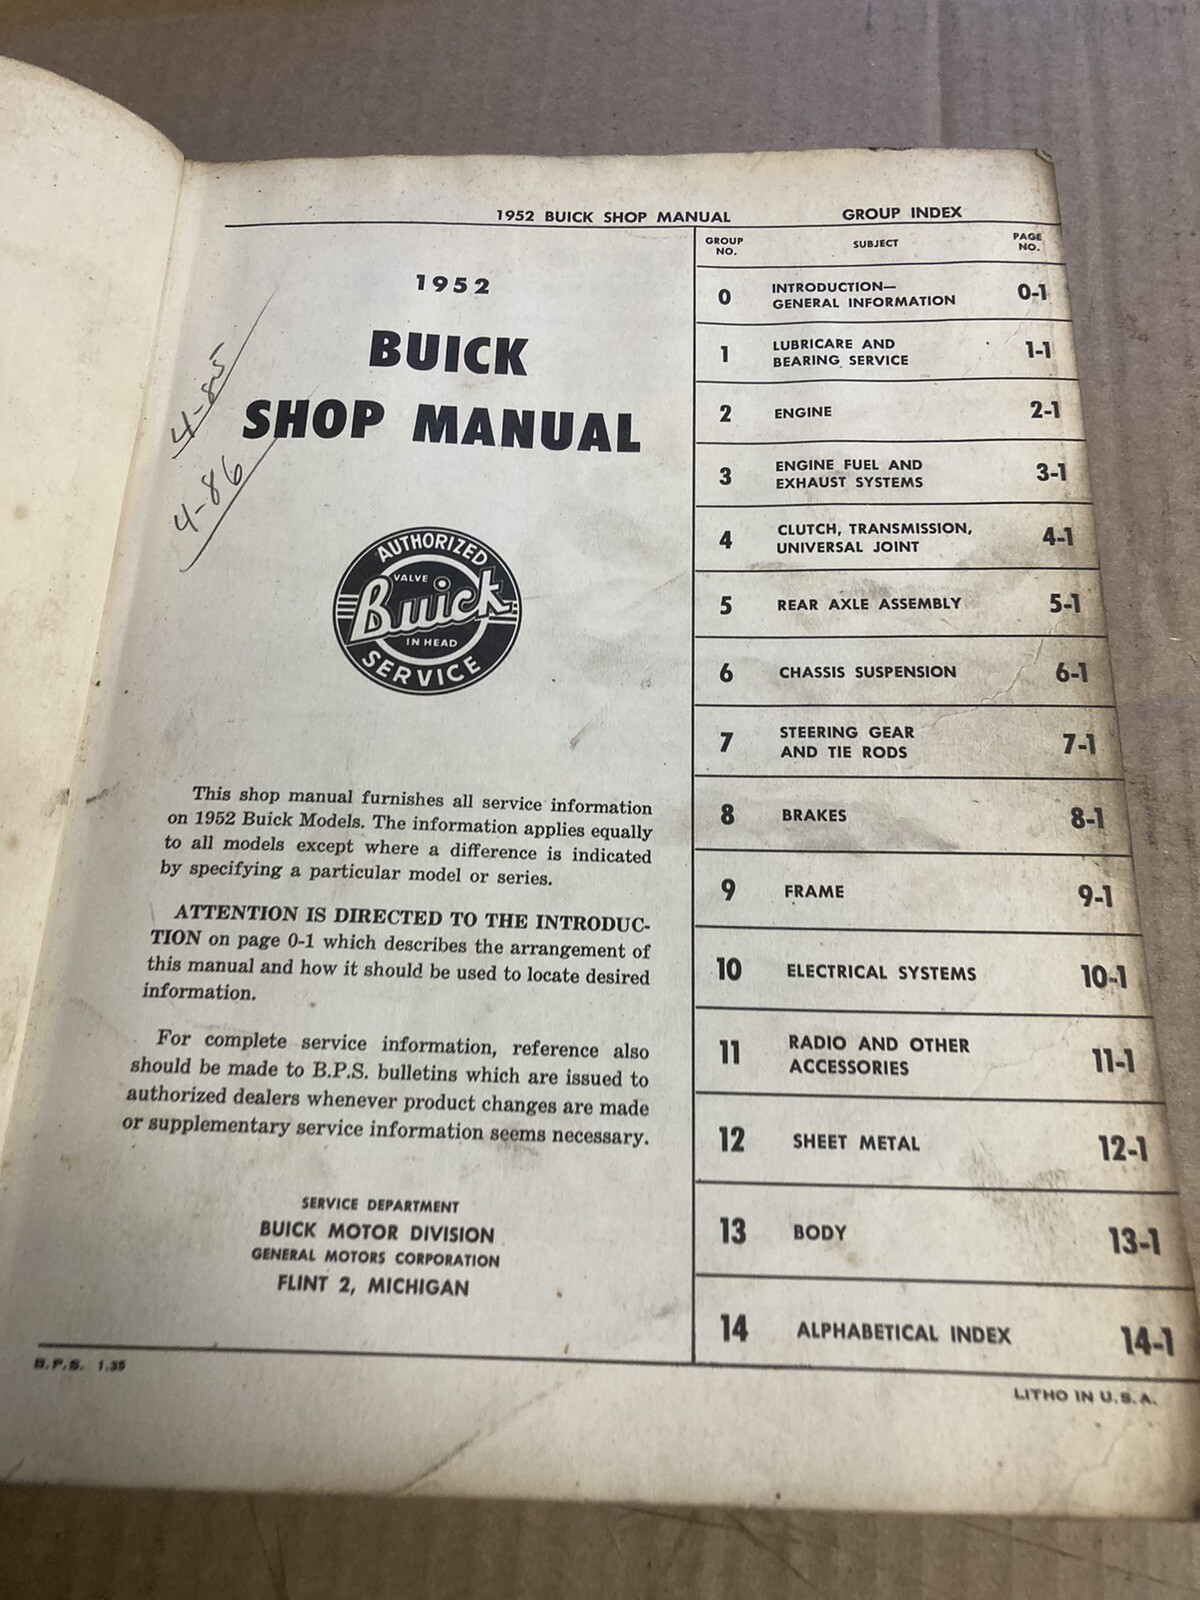 1952 BUICK SHOP MANUAL
GROUP INDEX
1952
BUICK
SHOP MANUAL
4-85
4-86
AUTHORIZED
VALVE
Buick
IN HEAD
SERVICE
This shop manual furnishes all service information
on 1952 Buick Models. The information applies equally
to all models except where a difference is indicated
by specifying a particular model or series.
ATTENTION IS DIRECTED TO THE INTRODUC-
TION on page 0-1 which describes the arrangement of
this manual and how it should be used to locate desired
information.
For complete service information, reference also
should be made to B.P.S. bulletins which are issued to
authorized dealers whenever product changes are made
or supplementary service information seems necessary.
SERVICE DEPARTMENT
BUICK MOTOR DIVISION
GENERAL MOTORS CORPORATION
FLINT 2, MICHIGAN
B.P.S. 1.35
GROUP NO. SUBJECT PAGE NO.
0 INTRODUCTION— 0-1
GENERAL INFORMATION
1 LUBRICARE AND 1-1
BEARING SERVICE
2 ENGINE 2-1
3 ENGINE FUEL AND 3-1
EXHAUST SYSTEMS
4 CLUTCH, TRANSMISSION, 4-1
UNIVERSAL JOINT
5 REAR AXLE ASSEMBLY 5-1
6 CHASSIS SUSPENSION 6-1
7 STEERING GEAR 7-1
AND TIE RODS
8 BRAKES 8-1
9 FRAME 9-1
10 ELECTRICAL SYSTEMS 10-1
11 RADIO AND OTHER 11-1
ACCESSORIES
12 SHEET METAL 12-1
13 BODY 13-1
14 ALPHABETICAL INDEX 14-1
LITHO IN U.S.A.